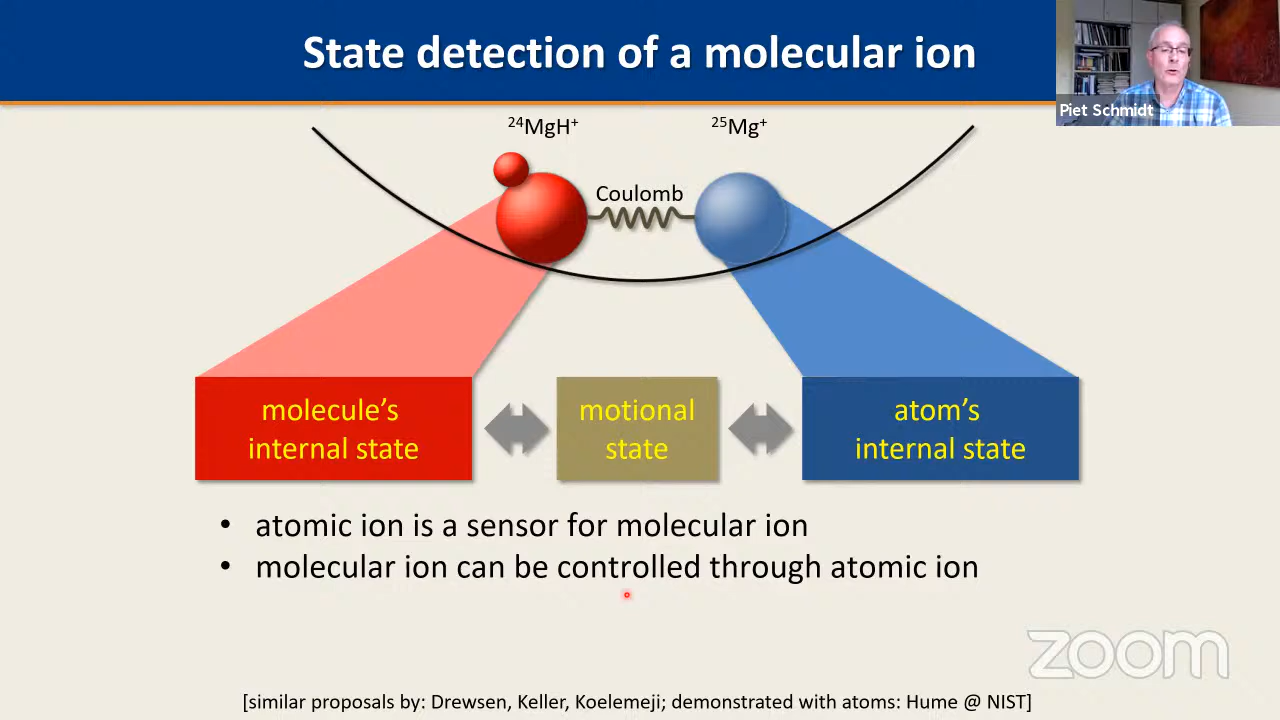 State detection of a molecular ion
Piet Schmidt
²⁴MgH⁺
²⁵Mg⁺
Coulomb
molecule’s
internal state
motional
state
atom’s
internal state
• atomic ion is a sensor for molecular ion
• molecular ion can be controlled through atomic ion
zoom
[similar proposals by: Drewsen, Keller, Koelemeji; demonstrated with atoms: Hume @ NIST]